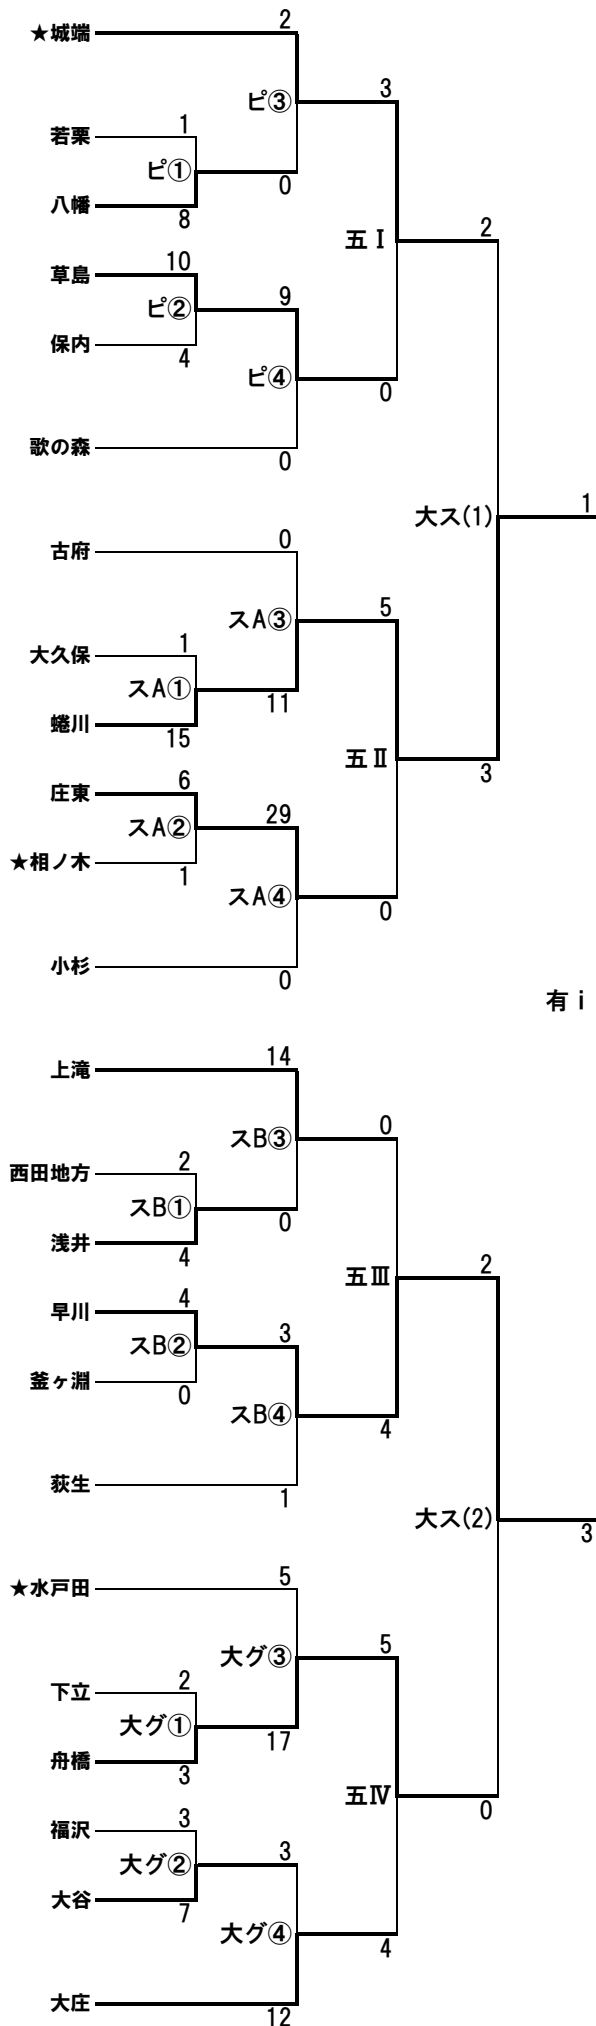 2
★城端
3
ピ③
1
若栗
ピ①
0
八幡
8
2
五Ⅰ
10
草島
9
ピ②
保内
4
ピ④
0
歌の森
0
1
大ス(1)
0
古府
5
スA③
1
大久保
スA①
11
蜷川
15
五Ⅱ
3
6
庄東
29
スA②
★相ノ木
1
スA④
0
小杉
0
有ⅰ
14
上滝
0
スB③
2
西田地方
スB①
0
浅井
4
2
五Ⅲ
4
早川
3
スB②
釜ヶ淵
0
スB④
4
荻生
1
大ス(2)
3
5
★水戸田
5
大グ③
2
下立
大グ①
17
舟橋
3
五Ⅳ
0
3
福沢
3
大グ②
大谷
7
大グ④
4
大庄
12